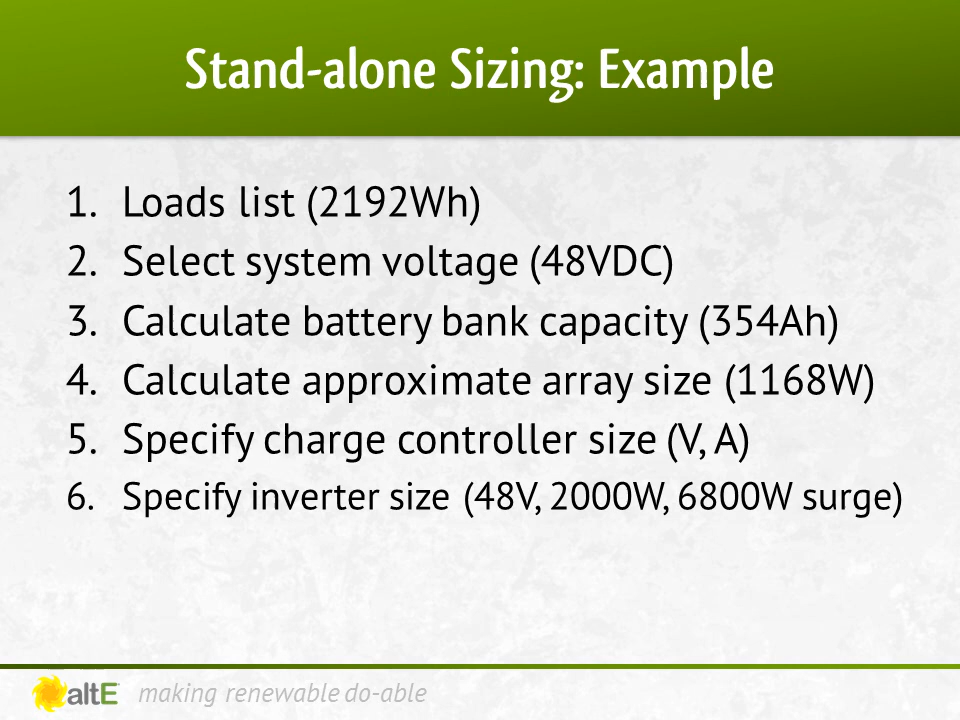 Stand-alone Sizing: Example
1. Loads list (2192Wh)
2. Select system voltage (48VDC)
3. Calculate battery bank capacity (354Ah)
4. Calculate approximate array size (1168W)
5. Specify charge controller size (V, A)
6. Specify inverter size (48V, 2000W, 6800W surge)
altE making renewable do-able